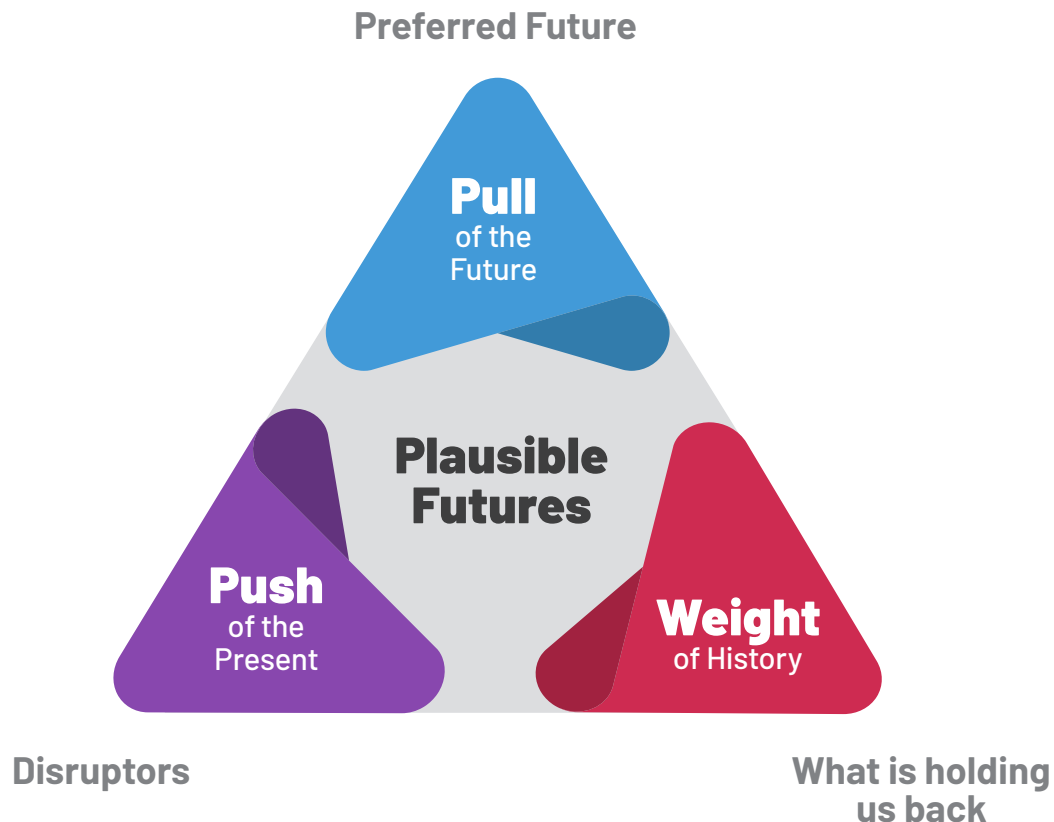 Preferred Future
Pull
of the
Future
Plausible
Futures
Push
of the
Present
Weight
of History
Disruptors
What is holding
us back